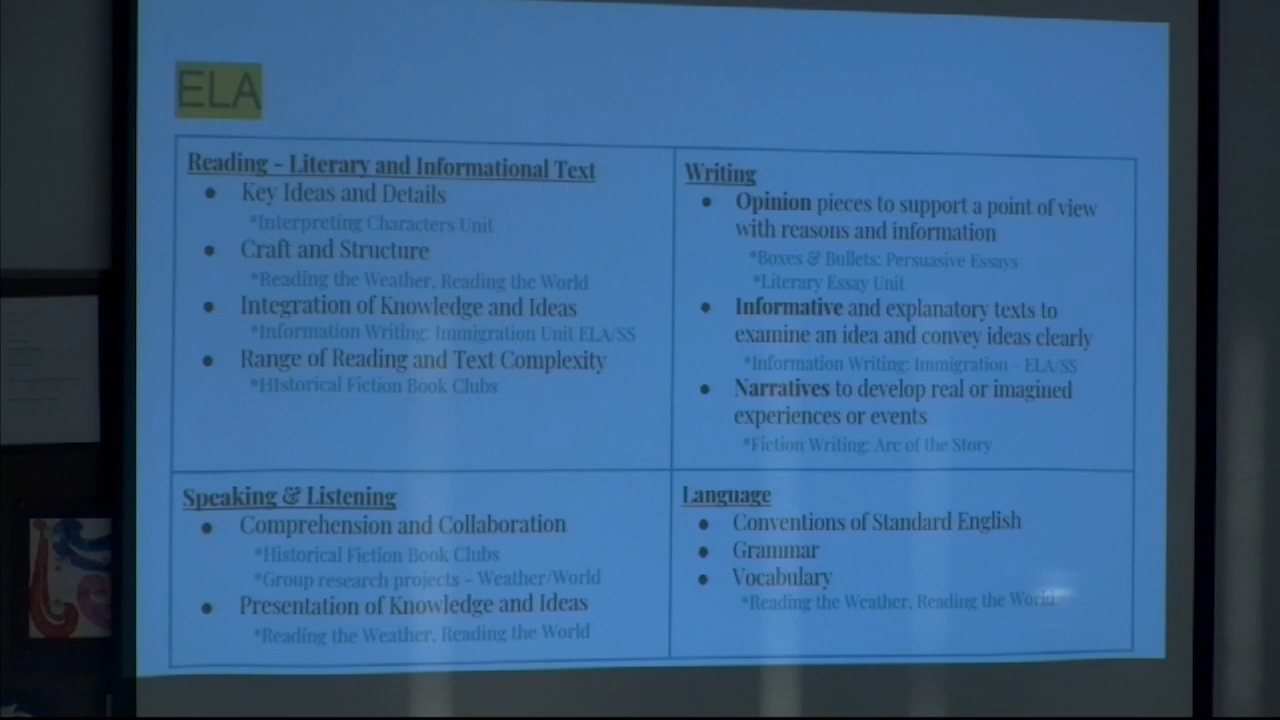 ELA
Reading - Literary and Informational Text
● Key Ideas and Details
*Interpreting Characters Unit
● Craft and Structure
*Reading the Weather, Reading the World
● Integration of Knowledge and Ideas
*Information Writing: Immigration Unit ELA/SS
● Range of Reading and Text Complexity
*HIstorical Fiction Book Clubs
Writing
● Opinion pieces to support a point of view
with reasons and information
*Boxes & Bullets: Persuasive Essays
*Literary Essay Unit
● Informative and explanatory texts to
examine an idea and convey ideas clearly
*Information Writing: Immigration - ELA/SS
● Narratives to develop real or imagined
experiences or events
*Fiction Writing: Arc of the Story
Speaking & Listening
● Comprehension and Collaboration
*Historical Fiction Book Clubs
*Group research projects - Weather/World
● Presentation of Knowledge and Ideas
*Reading the Weather, Reading the World
Language
● Conventions of Standard English
● Grammar
● Vocabulary
*Reading the Weather, Reading the World